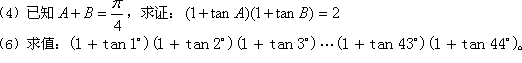 (4) 已知 A+B=π/4，求证：(1+tan A)(1+tan B)=2
(6) 求值：(1 + tan 1°)(1 + tan 2°)(1 + tan 3°)⋯(1 + tan 43°)(1 + tan 44°)。